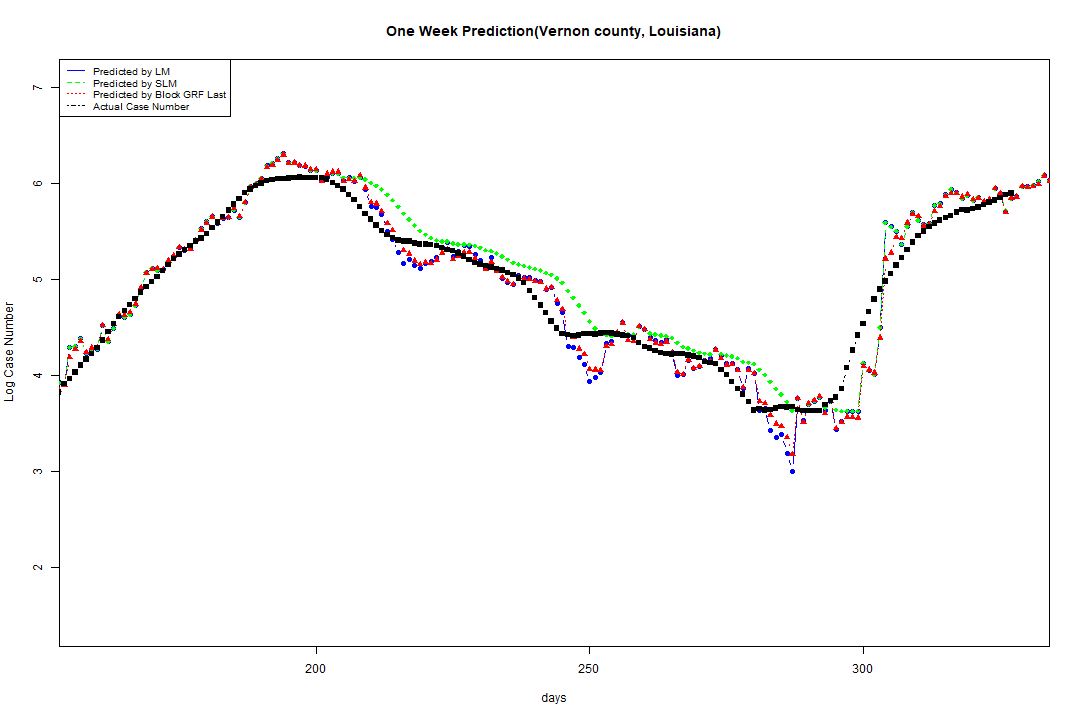 One Week Prediction(Vernon county, Louisiana)
Predicted by LM
Predicted by SLM
Predicted by Block GRF Last
Actual Case Number
7
6
5
4
3
2
Log Case Number
200 250 300
days